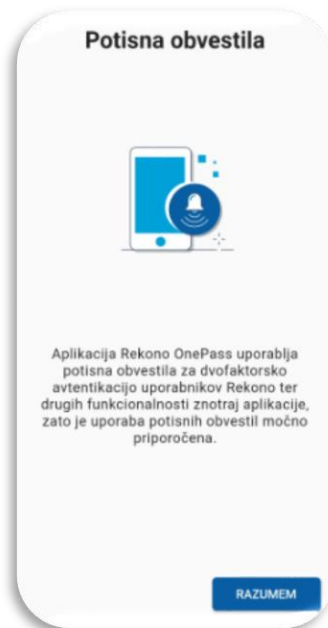 Potisna obvestila
Aplikacija Rekono OnePass uporablja
potisna obvestila za dvofaktorsko
avtentikacijo uporabnikov Rekono ter
drugih funkcionalnosti znotraj aplikacije,
zato je uporaba potisnih obvestil močno
priporočena.
RAZUMEM